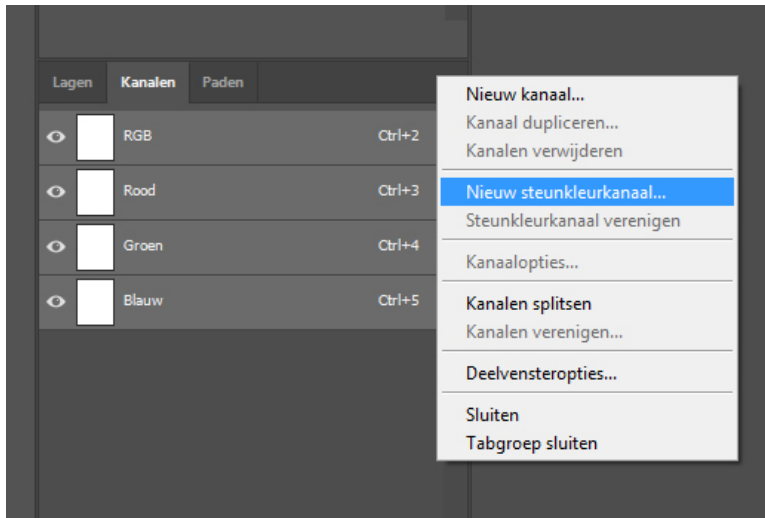 Lagen Kanalen Paden
RGB Ctrl+2
Rood Ctrl+3
Groen Ctrl+4
Blauw Ctrl+5
Nieuw kanaal...
Kanaal dupliceren...
Kanalen verwijderen
Nieuw steunkleurkanaal...
Steunkleurkanaal verenigen
Kanaalopties...
Kanalen splitsen
Kanalen verenigen...
Deelvensteropties...
Sluiten
Tabgroep sluiten